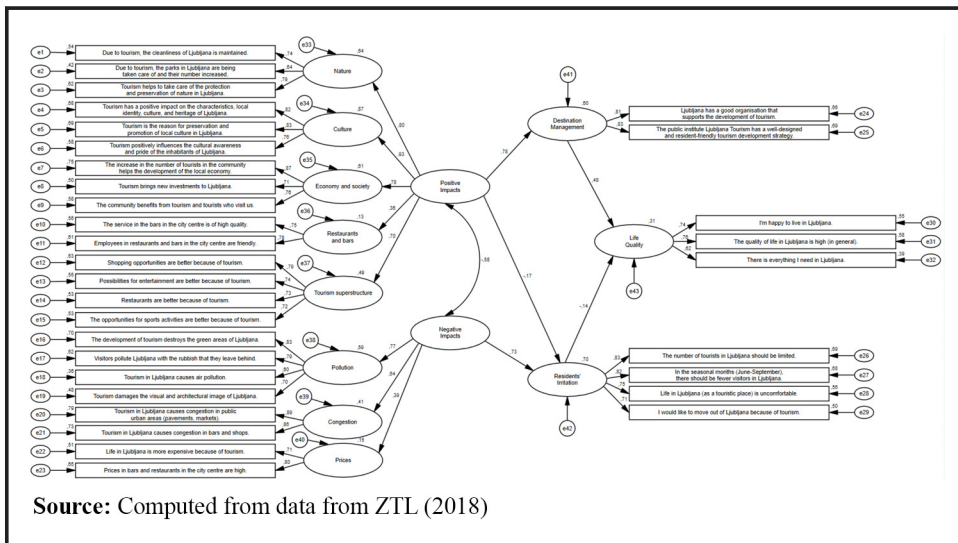 e1
.54
Due to tourism, the cleanliness of Ljubljana is maintained.
.74
e2
.42
Due to tourism, the parks in Ljubljana are being
taken care of and their number increased.
.64
e3
.62
Tourism helps to take care of the protection
and preservation of nature in Ljubljana.
.79
e33
.64
Nature
e4
.68
Tourism has a positive impact on the characteristics, local
identity, culture, and heritage of Ljubljana.
.82
e5
.69
Tourism is the reason for preservation and
promotion of local culture in Ljubljana.
.83
e6
.58
Tourism positively influences the cultural awareness
and pride of the inhabitants of Ljubljana.
.76
e34
.87
Culture
e7
.75
The increase in the number of tourists in the community
helps the development of the local economy.
.87
e8
.50
Tourism brings new investments to Ljubljana.
.71
e9
.58
The community benefits from tourism and tourists who visit us.
.76
e35
.61
Economy and society
e10
.56
The service in the bars in the city centre is of high quality.
.75
e11
.61
Employees in restaurants and bars in the city centre are friendly.
e36
.13
Restaurants
and bars
e12
.63
Shopping opportunities are better because of tourism.
.79
e13
.55
Possibilities for entertainment are better because of tourism.
.74
e14
.53
Restaurants are better because of tourism.
.73
e15
.53
The opportunities for sports activities are better because of tourism.
.73
e37
.49
Tourism superstructure
e16
.70
The development of tourism destroys the green areas of Ljubljana.
.83
e17
.62
Visitors pollute Ljubljana with the rubbish that they leave behind.
.79
e18
.36
Tourism in Ljubljana causes air pollution.
.60
e19
.48
Tourism damages the visual and architectural image of Ljubljana.
.70
e38
.59
Pollution
e20
.79
Tourism in Ljubljana causes congestion in public
urban areas (pavements, markets).
.89
e21
.73
Tourism in Ljubljana causes congestion in bars and shops.
.86
e39
.41
Congestion
e22
.51
Life in Ljubljana is more expensive because of tourism.
.71
e23
.65
Prices in bars and restaurants in the city centre are high.
.80
e40
.15
Prices
Positive
Impacts
.80
.93
.78
.36
.70
-.58
Negative
Impacts
.77
.64
.39
.78
-.17
.73
e41
.60
Destination
Management
.81
Ljubljana has a good organisation that
supports the development of tourism.
.66
e24
.83
The public institute Ljubljana Tourism has a well-designed
and resident-friendly tourism development strategy.
.69
e25
.48
-.14
.31
Life
Quality
e43
.74
I'm happy to live in Ljubljana.
.55
e30
.76
The quality of life in Ljubljana is high (in general).
.58
e31
.62
There is everything I need in Ljubljana.
.39
e32
.70
Residents'
Irritation
e42
.83
The number of tourists in Ljubljana should be limited.
.69
e26
.82
In the seasonal months (June-September),
there should be fewer visitors in Ljubljana.
e27
.75
Life in Ljubljana (as a touristic place) is uncomfortable.
.56
e28
.71
I would like to move out of Ljubljana because of tourism.
.50
e29
Source: Computed from data from ZTL (2018)